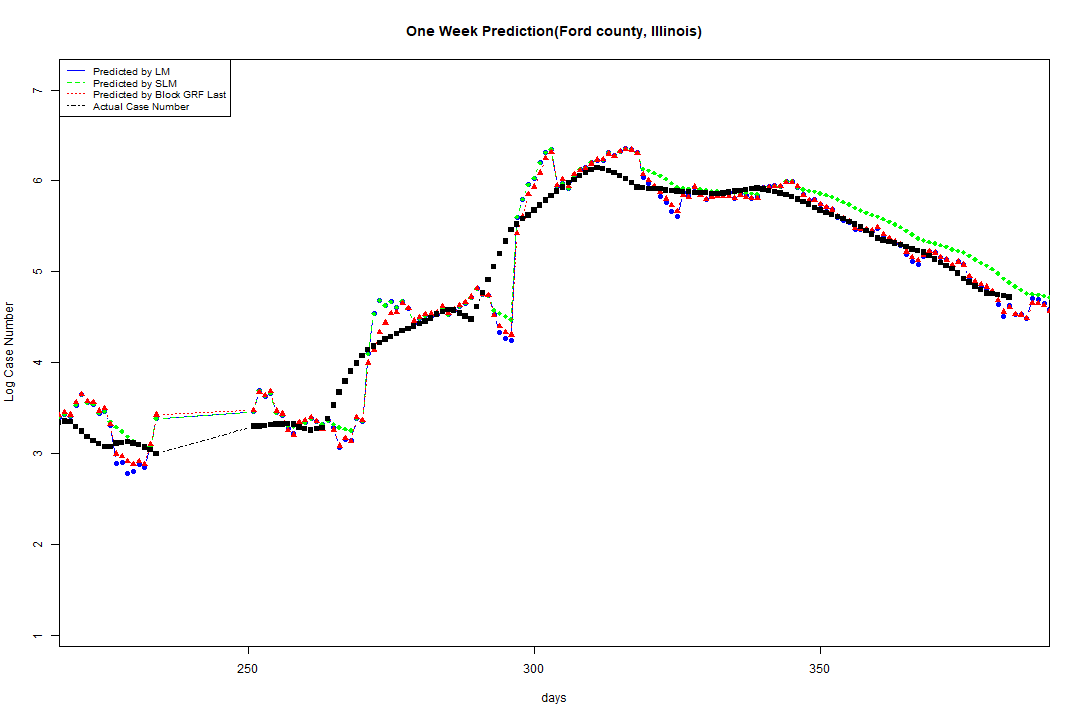 One Week Prediction(Ford county, Illinois)
Predicted by LM
Predicted by SLM
Predicted by Block GRF Last
Actual Case Number
7
6
5
4
3
2
1
Log Case Number
250 300 350
days